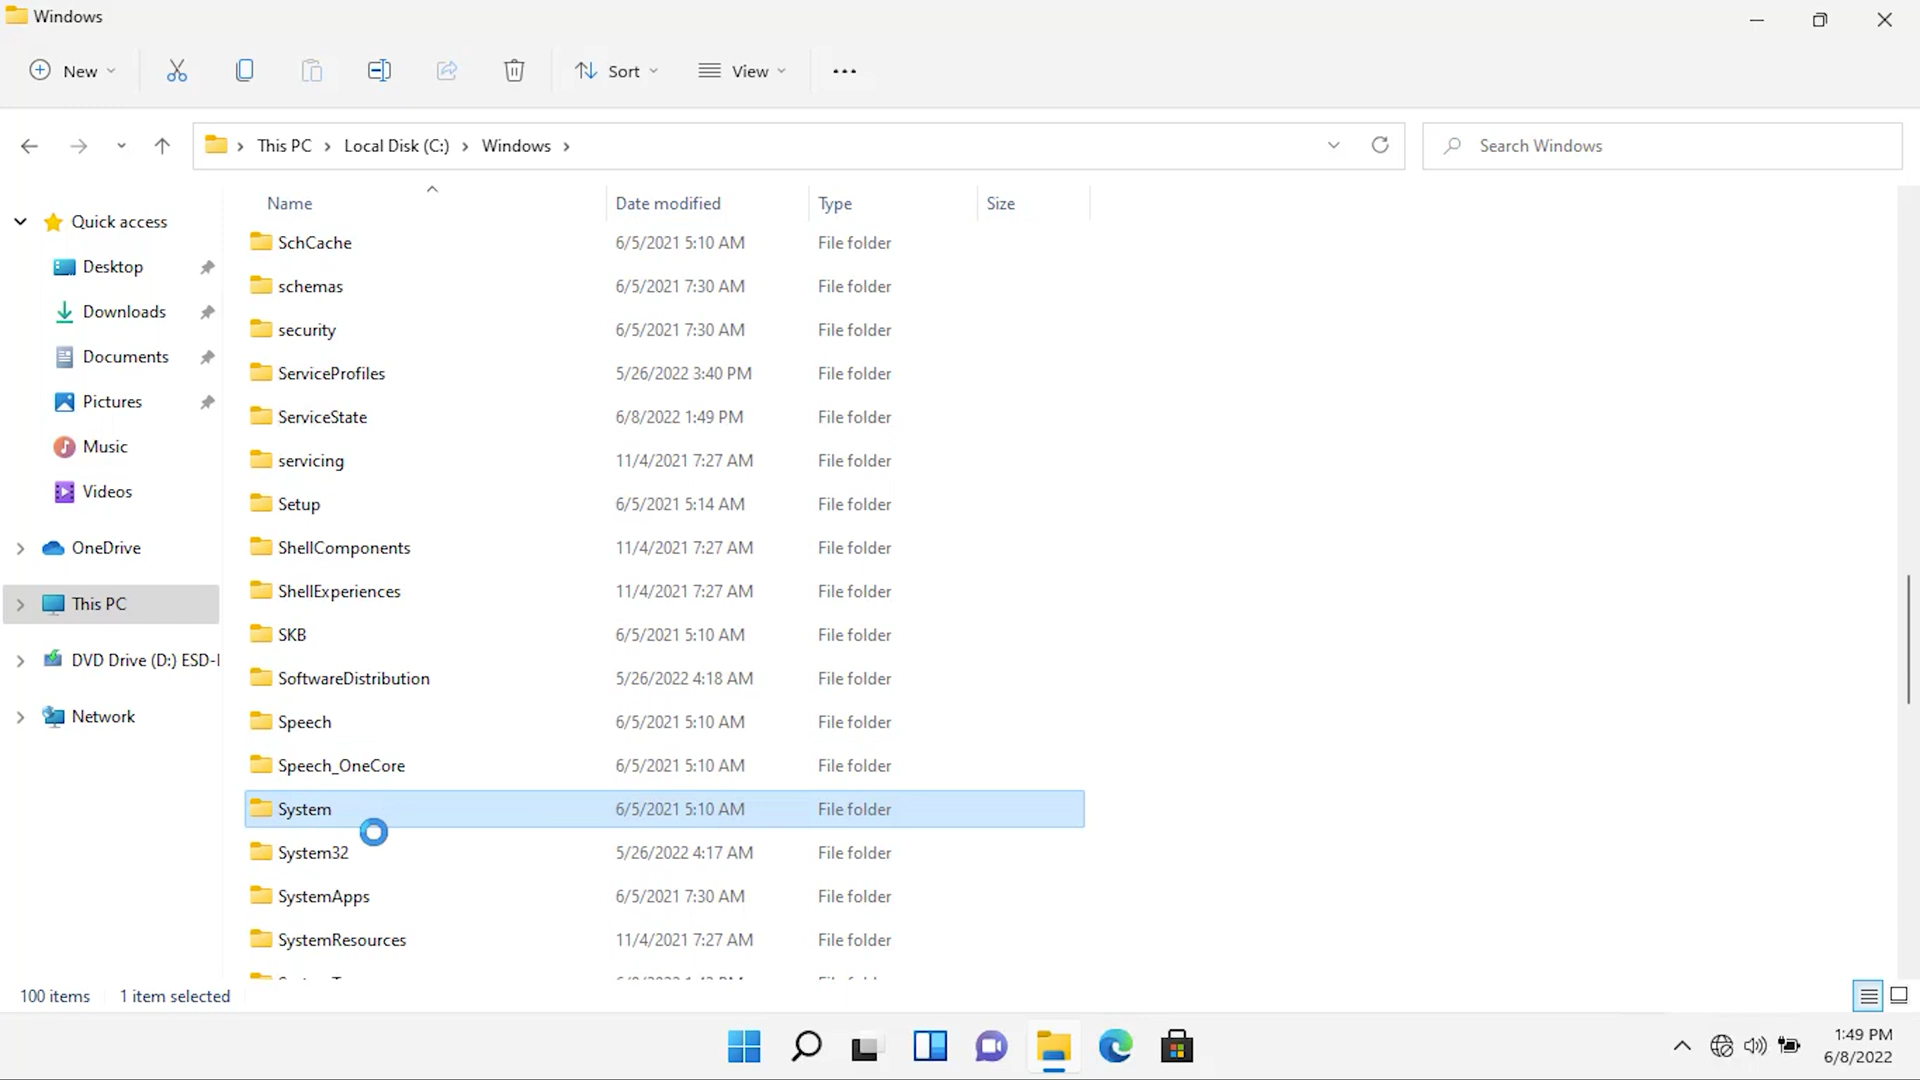 Windows
New
Sort
View
This PC
Local Disk (C:)
Windows
Search Windows
Quick access
Desktop
Downloads
Documents
Pictures
Music
Videos
OneDrive
This PC
DVD Drive (D:) ESD-I
Network
Name Date modified Type Size
SchCache 6/5/2021 5:10 AM File folder
schemas 6/5/2021 7:30 AM File folder
security 6/5/2021 7:30 AM File folder
ServiceProfiles 5/26/2022 3:40 PM File folder
ServiceState 6/8/2022 1:49 PM File folder
servicing 11/4/2021 7:27 AM File folder
Setup 6/5/2021 5:14 AM File folder
ShellComponents 11/4/2021 7:27 AM File folder
ShellExperiences 11/4/2021 7:27 AM File folder
SKB 6/5/2021 5:10 AM File folder
SoftwareDistribution 5/26/2022 4:18 AM File folder
Speech 6/5/2021 5:10 AM File folder
Speech_OneCore 6/5/2021 5:10 AM File folder
System 6/5/2021 5:10 AM File folder
System32 5/26/2022 4:17 AM File folder
SystemApps 6/5/2021 7:30 AM File folder
SystemResources 11/4/2021 7:27 AM File folder
100 items 1 item selected
1:49 PM
6/8/2022